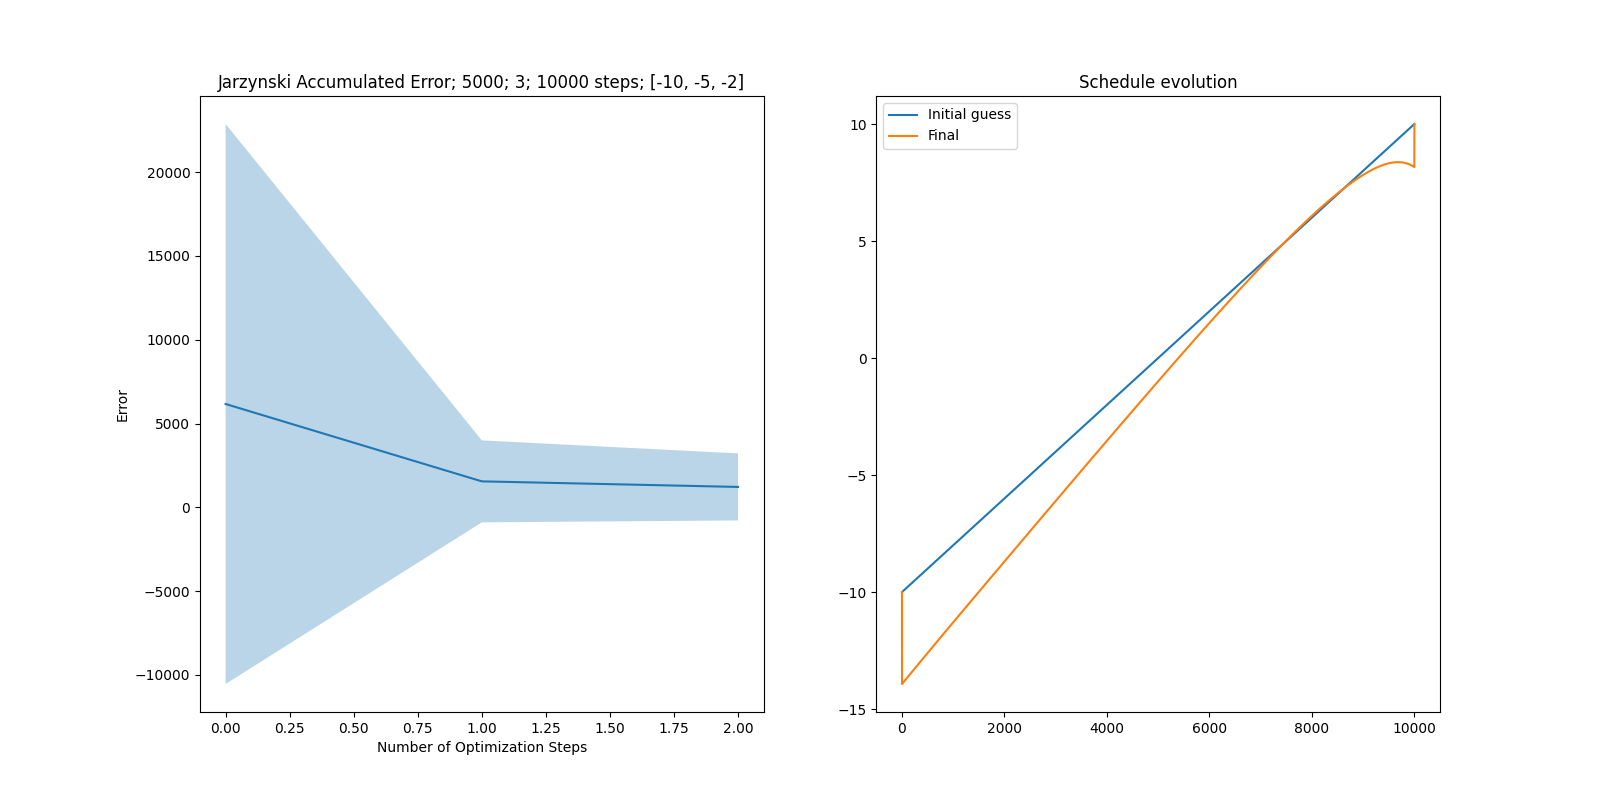 Jarzynski Accumulated Error; 5000; 3; 10000 steps; [-10, -5, -2]
Error
20000
15000
10000
5000
0
−5000
−10000
0.00 0.25 0.50 0.75 1.00 1.25 1.50 1.75 2.00
Number of Optimization Steps
Schedule evolution
Initial guess
Final
10
5
0
−5
−10
−15
0 2000 4000 6000 8000 10000